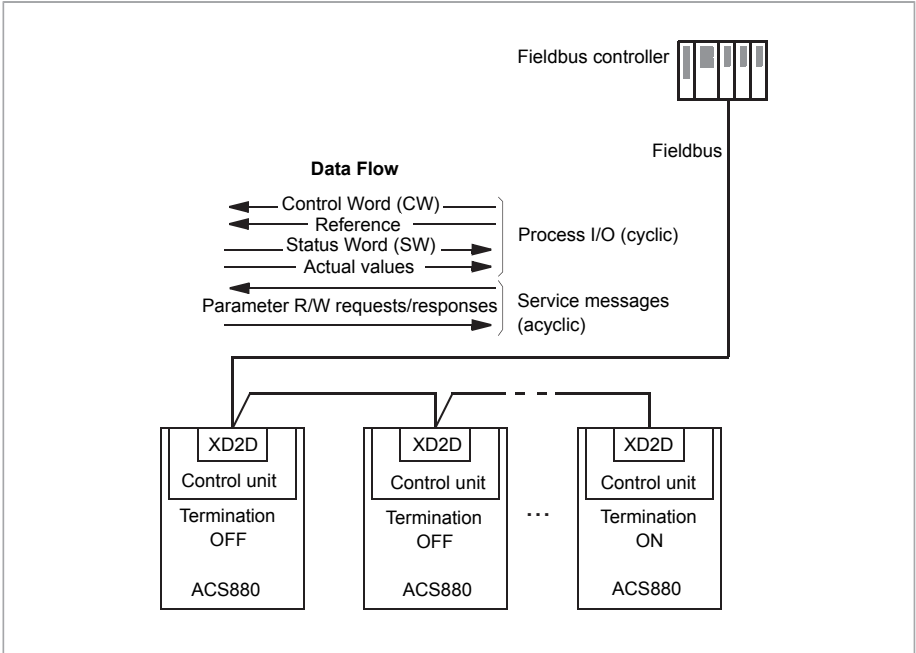 Fieldbus controller
Fieldbus
Data Flow
Control Word (CW)
Reference
Status Word (SW)
Actual values
Process I/O (cyclic)
Parameter R/W requests/responses
Service messages
(acyclic)
XD2D
Control unit
Termination
OFF
ACS880
XD2D
Control unit
Termination
OFF
ACS880
...
XD2D
Control unit
Termination
ON
ACS880